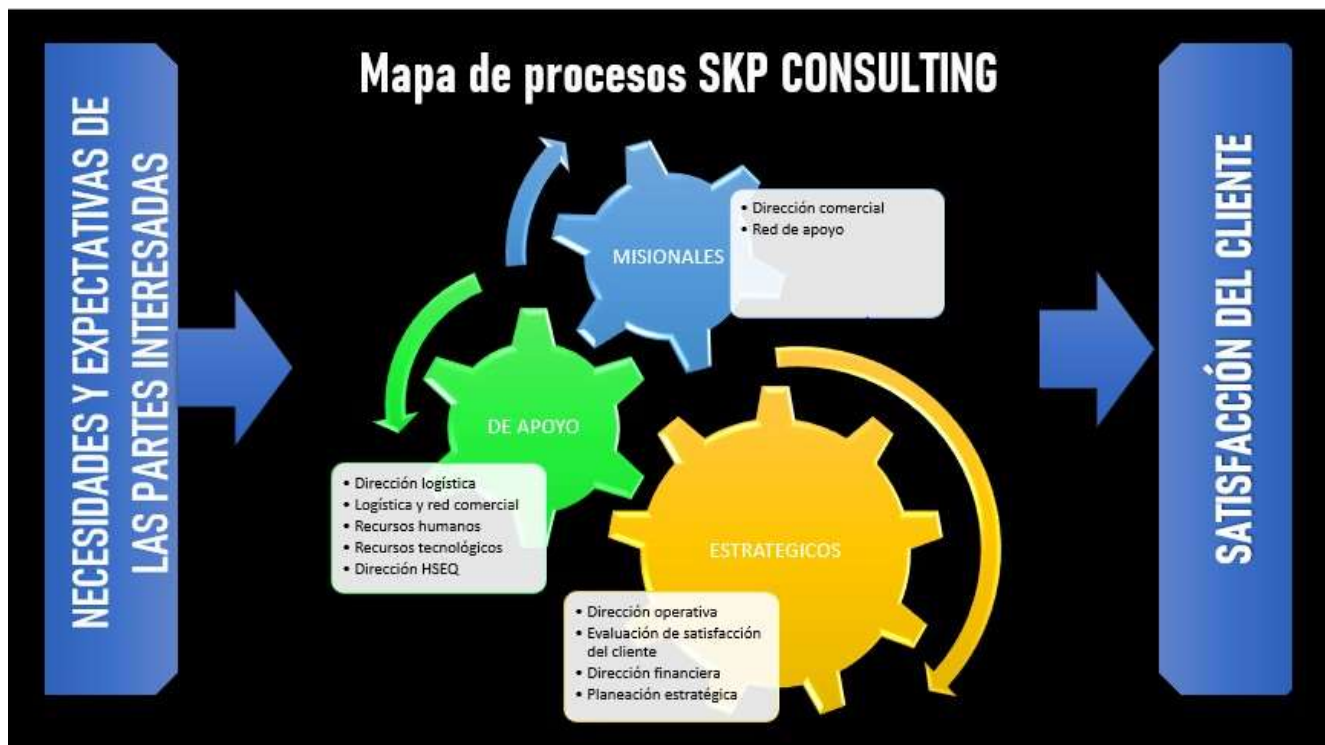 Mapa de procesos SKP CONSULTING
NECESIDADES Y EXPECTATIVAS DE
LAS PARTES INTERESADAS
MISIONALES
• Dirección comercial
• Red de apoyo
DE APOYO
• Dirección logística
• Logística y red comercial
• Recursos humanos
• Recursos tecnológicos
• Dirección HSEQ
ESTRATEGICOS
• Dirección operativa
• Evaluación de satisfacción
del cliente
• Dirección financiera
• Planeación estratégica
SATISFACCIÓN DEL CLIENTE